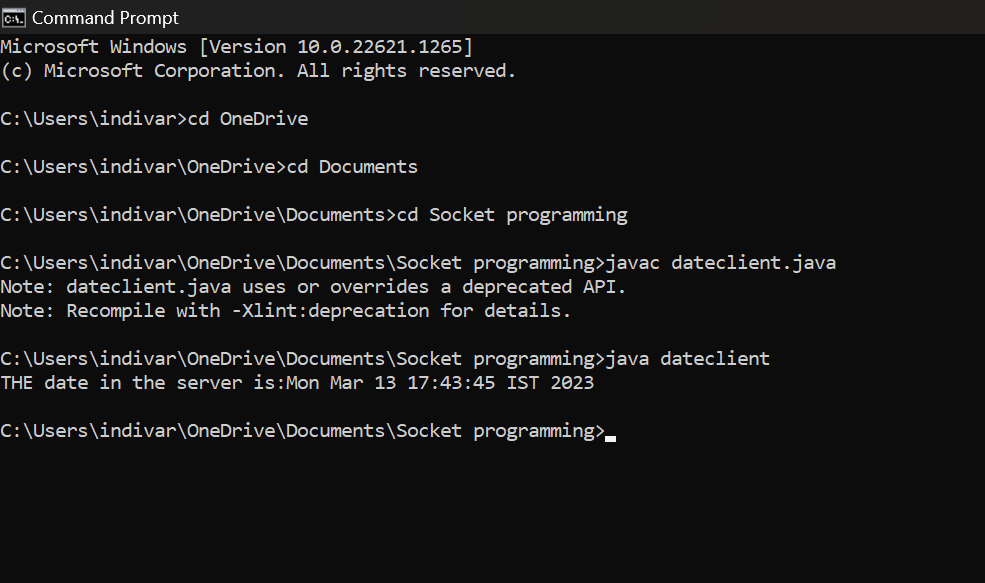 Command Prompt
Microsoft Windows [Version 10.0.22621.1265]
(c) Microsoft Corporation. All rights reserved.
C:\Users\indivar>cd OneDrive
C:\Users\indivar\OneDrive>cd Documents
C:\Users\indivar\OneDrive\Documents>cd Socket programming
C:\Users\indivar\OneDrive\Documents\Socket programming>javac dateclient.java
Note: dateclient.java uses or overrides a deprecated API.
Note: Recompile with -Xlint:deprecation for details.
C:\Users\indivar\OneDrive\Documents\Socket programming>java dateclient
THE date in the server is:Mon Mar 13 17:43:45 IST 2023
C:\Users\indivar\OneDrive\Documents\Socket programming>